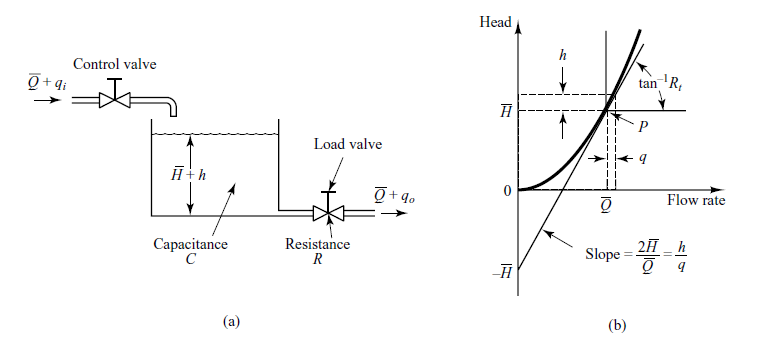 Control valve
Q̅ + qᵢ
Load valve
H̅ + h
Q̅ + qₒ
Capacitance
C
Resistance
R
(a)
Head
h
tan⁻¹Rₜ
H̅
P
q
0
Q̅
Flow rate
Slope = 2H̅/Q̅ = h/q
–H̅
(b)